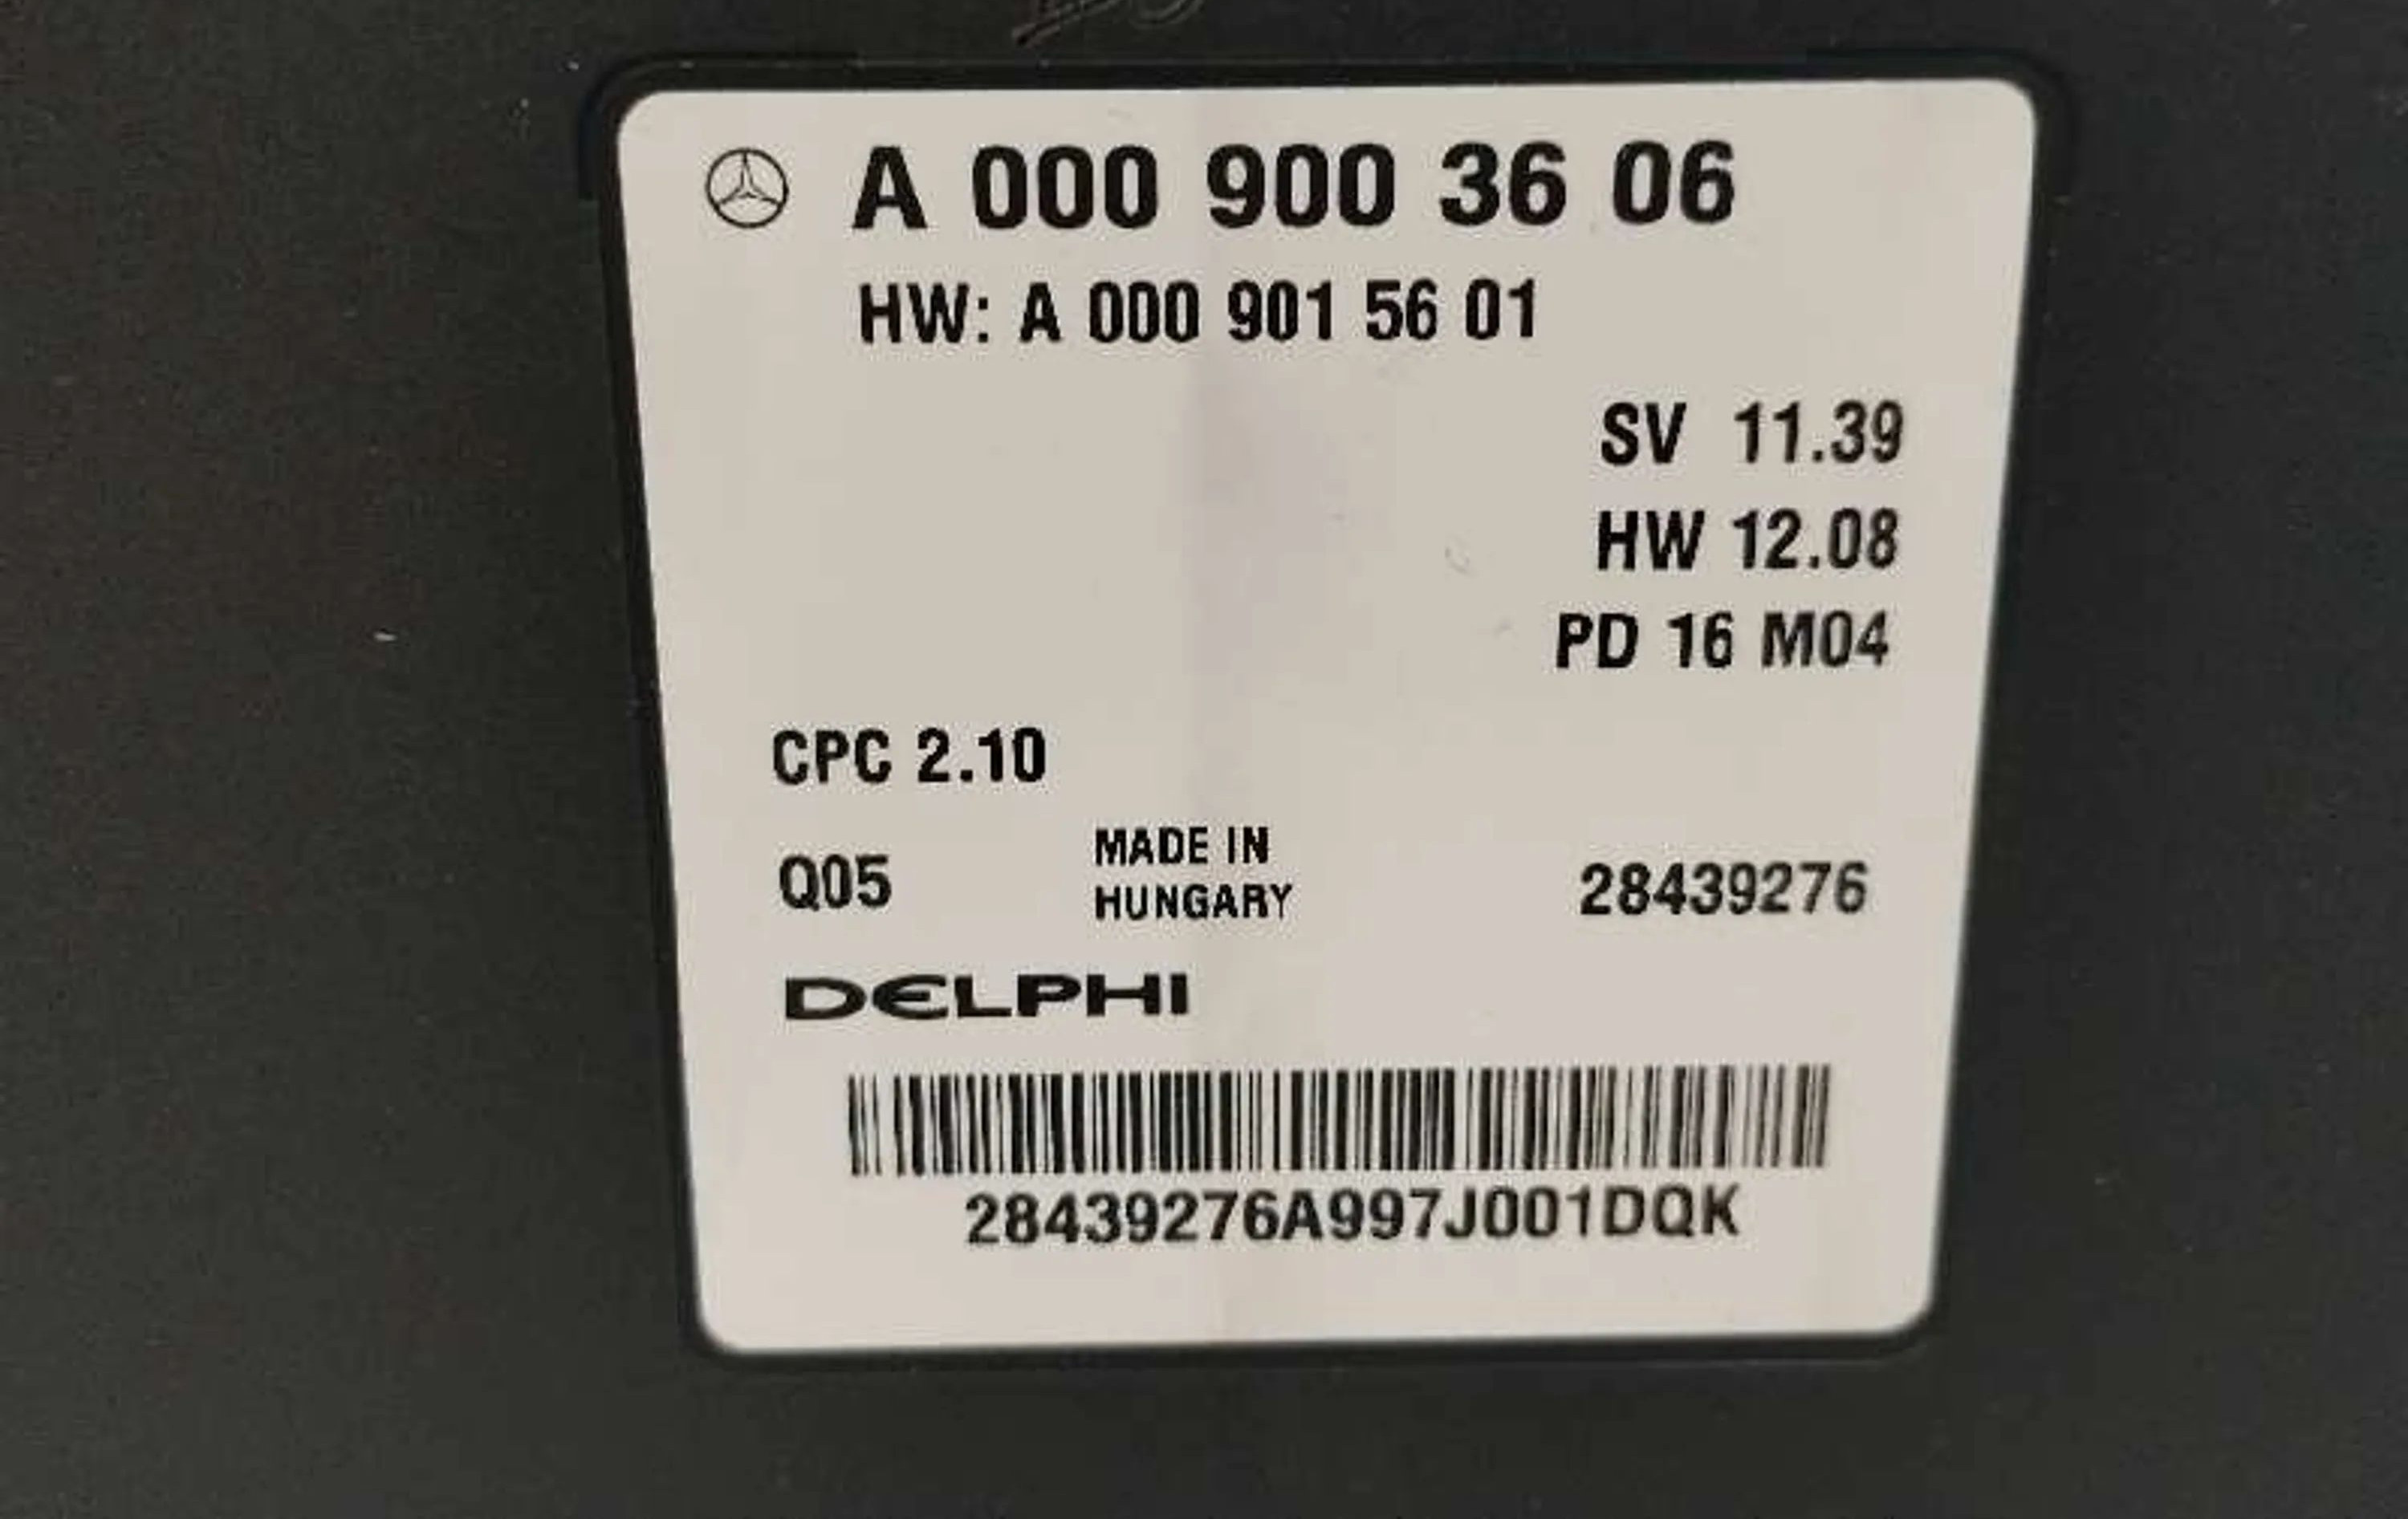 A 000 900 36 06
HW: A 000 901 56 01
SV 11.39
HW 12.08
PD 16 M04
CPC 2.10
Q05
MADE IN
HUNGARY
28439276
DELPHI
28439276A997J001DQK